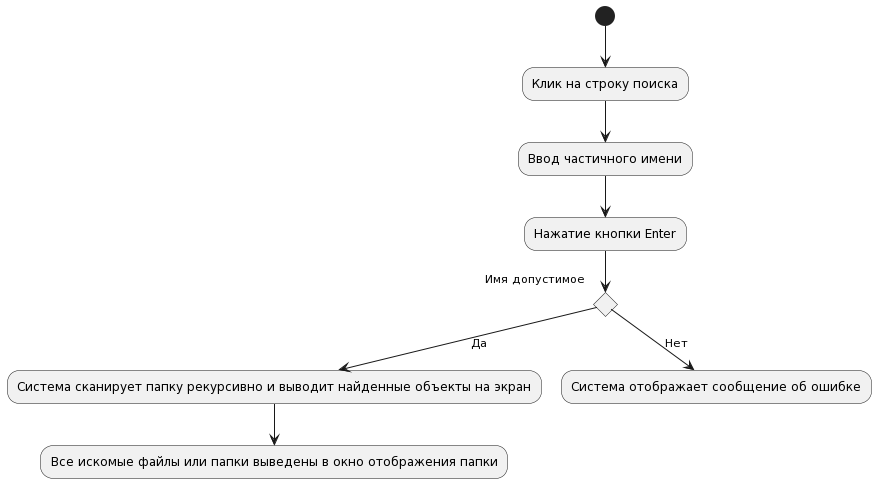 Клик на строку поиска
Ввод частичного имени
Нажатие кнопки Enter
Имя допустимое
Да
Нет
Система сканирует папку рекурсивно и выводит найденные объекты на экран
Система отображает сообщение об ошибке
Все искомые файлы или папки выведены в окно отображения папки